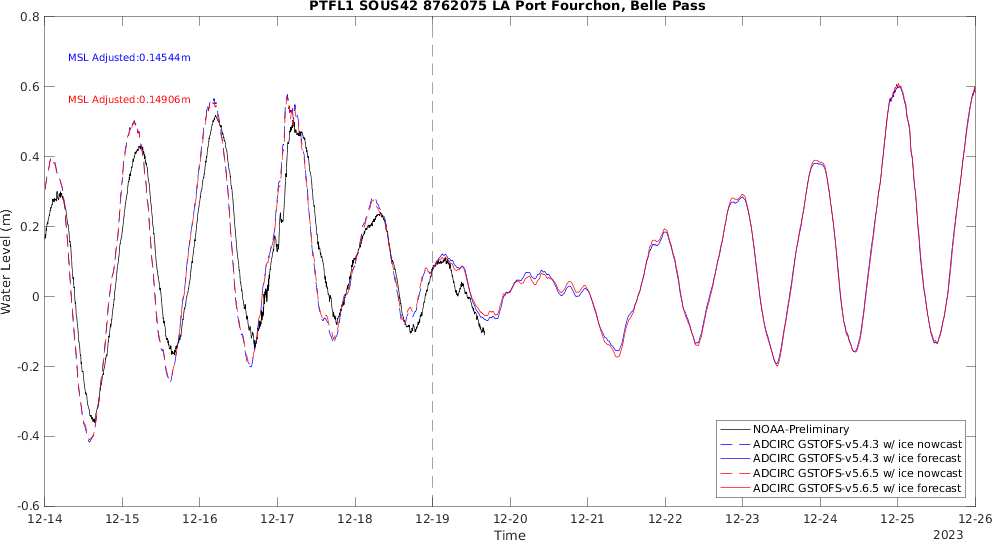 PTFL1 SOUS42 8762075 LA Port Fourchon, Belle Pass
0.8
MSL Adjusted:0.14544m
0.6
MSL Adjusted:0.14906m
0.4
0.2
Water Level (m)
0
-0.2
-0.4
-0.6
NOAA-Preliminary
ADCIRC GSTOFS-v5.4.3 w/ ice nowcast
ADCIRC GSTOFS-v5.4.3 w/ ice forecast
ADCIRC GSTOFS-v5.6.5 w/ ice nowcast
ADCIRC GSTOFS-v5.6.5 w/ ice forecast
12-14 12-15 12-16 12-17 12-18 12-19 12-20 12-21 12-22 12-23 12-24 12-25 12-26
Time
2023